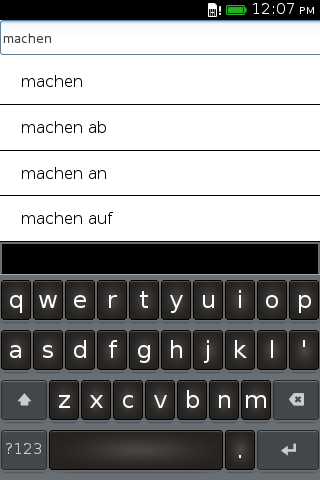 12:07 PM
machen
machen
machen ab
machen an
machen auf
q w e r t y u i o p
a s d f g h j k l '
z x c v b n m
?123 .